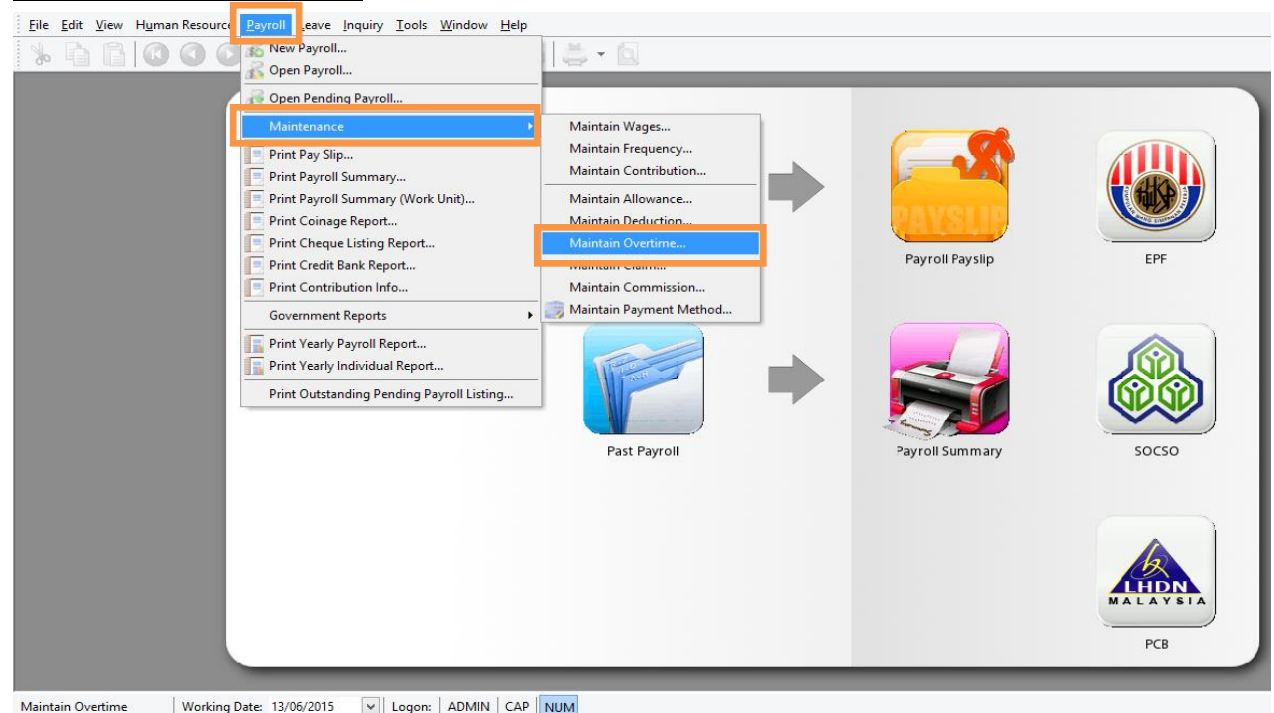 File Edit View Human Resource Payroll Leave Inquiry Tools Window Help
New Payroll...
Open Payroll...
Open Pending Payroll...
Maintenance
Print Pay Slip...
Print Payroll Summary...
Print Payroll Summary (Work Unit)...
Print Coinage Report...
Print Cheque Listing Report...
Print Credit Bank Report...
Print Contribution Info...
Government Reports
Print Yearly Payroll Report...
Print Yearly Individual Report...
Print Outstanding Pending Payroll Listing...
Maintain Wages...
Maintain Frequency...
Maintain Contribution...
Maintain Allowance...
Maintain Deduction...
Maintain Overtime...
Maintain Claim...
Maintain Commission...
Maintain Payment Method...
PAYSLIP
Payroll Payslip
EPF
Past Payroll
Payroll Summary
SOCSO
LHDN
MALAYSIA
PCB
Maintain Overtime Working Date: 13/06/2015 Logon: ADMIN CAP NUM